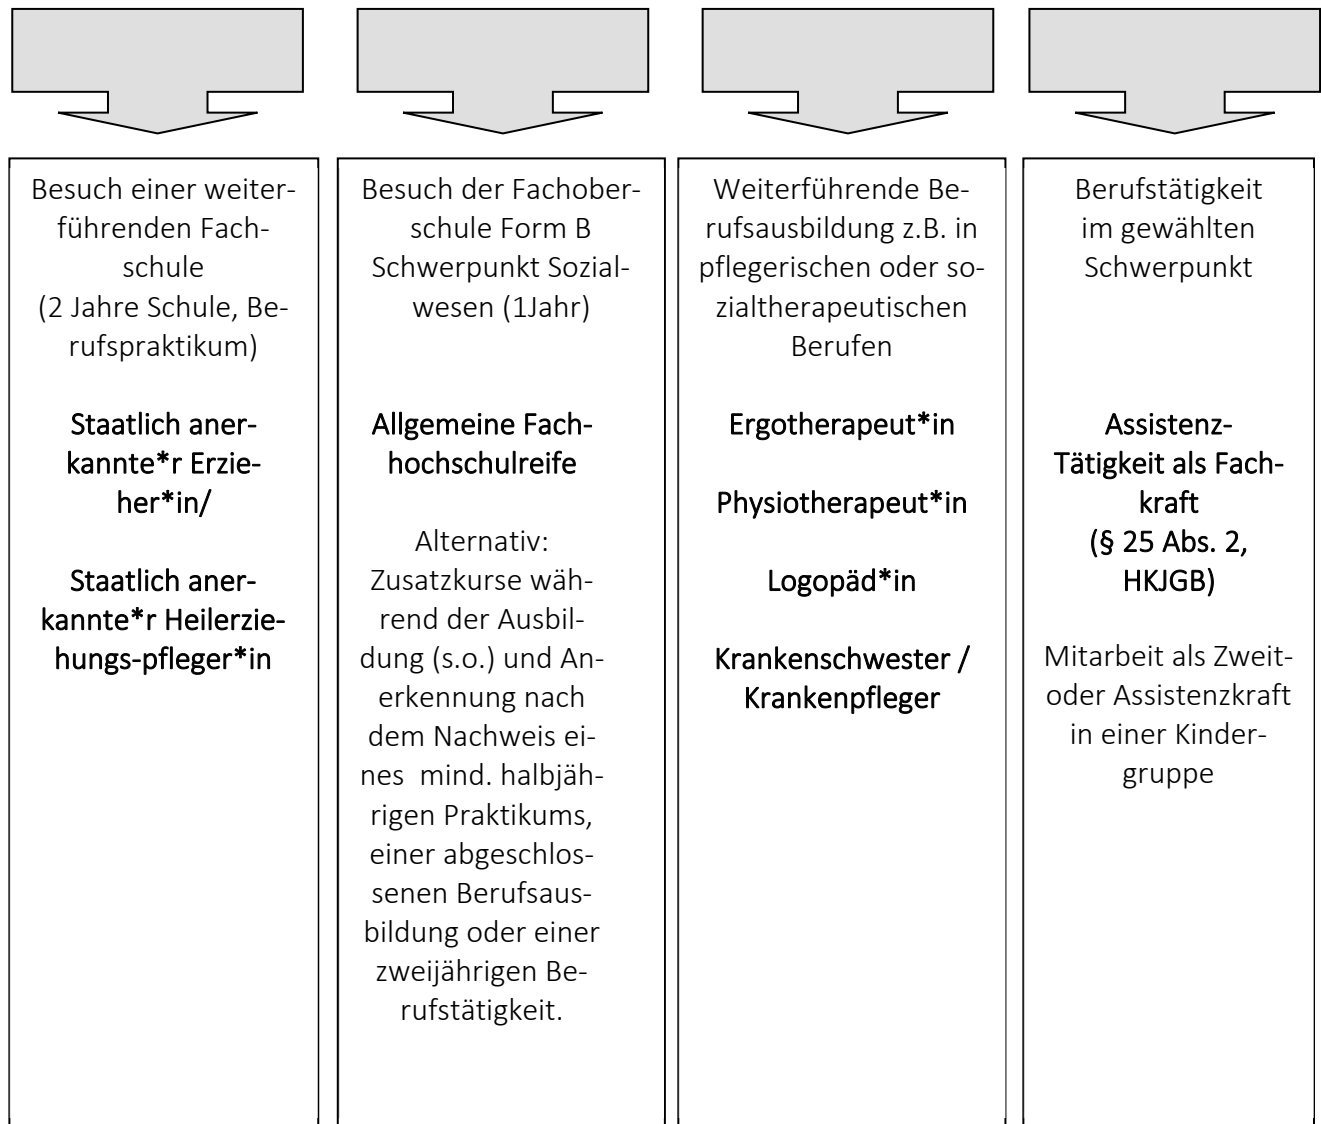 Besuch einer weiter-
führenden Fach-
schule
(2 Jahre Schule, Be-
rufspraktikum)
Staatlich aner-
kannte*r Erzie-
her*in/
Staatlich aner-
kannte*r Heilerzie-
hungs-pfleger*in
Besuch der Fachober-
schule Form B
Schwerpunkt Sozial-
wesen (1Jahr)
Allgemeine Fach-
hochschulreife
Alternativ:
Zusatzkurse wäh-
rend der Ausbil-
dung (s.o.) und An-
erkennung nach
dem Nachweis ei-
nes  mind. halbjäh-
rigen Praktikums,
einer abgeschlos-
senen Berufsaus-
bildung oder einer
zweijährigen Be-
rufstätigkeit.
Weiterführende Be-
rufsausbildung z.B. in
pflegerischen oder so-
zialtherapeutischen
Berufen
Ergotherapeut*in
Physiotherapeut*in
Logopäd*in
Krankenschwester /
Krankenpfleger
Berufstätigkeit
im gewählten
Schwerpunkt
Assistenz-
Tätigkeit als Fach-
kraft
(§ 25 Abs. 2,
HKJGB)
Mitarbeit als Zweit-
oder Assistenzkraft
in einer Kinder-
gruppe